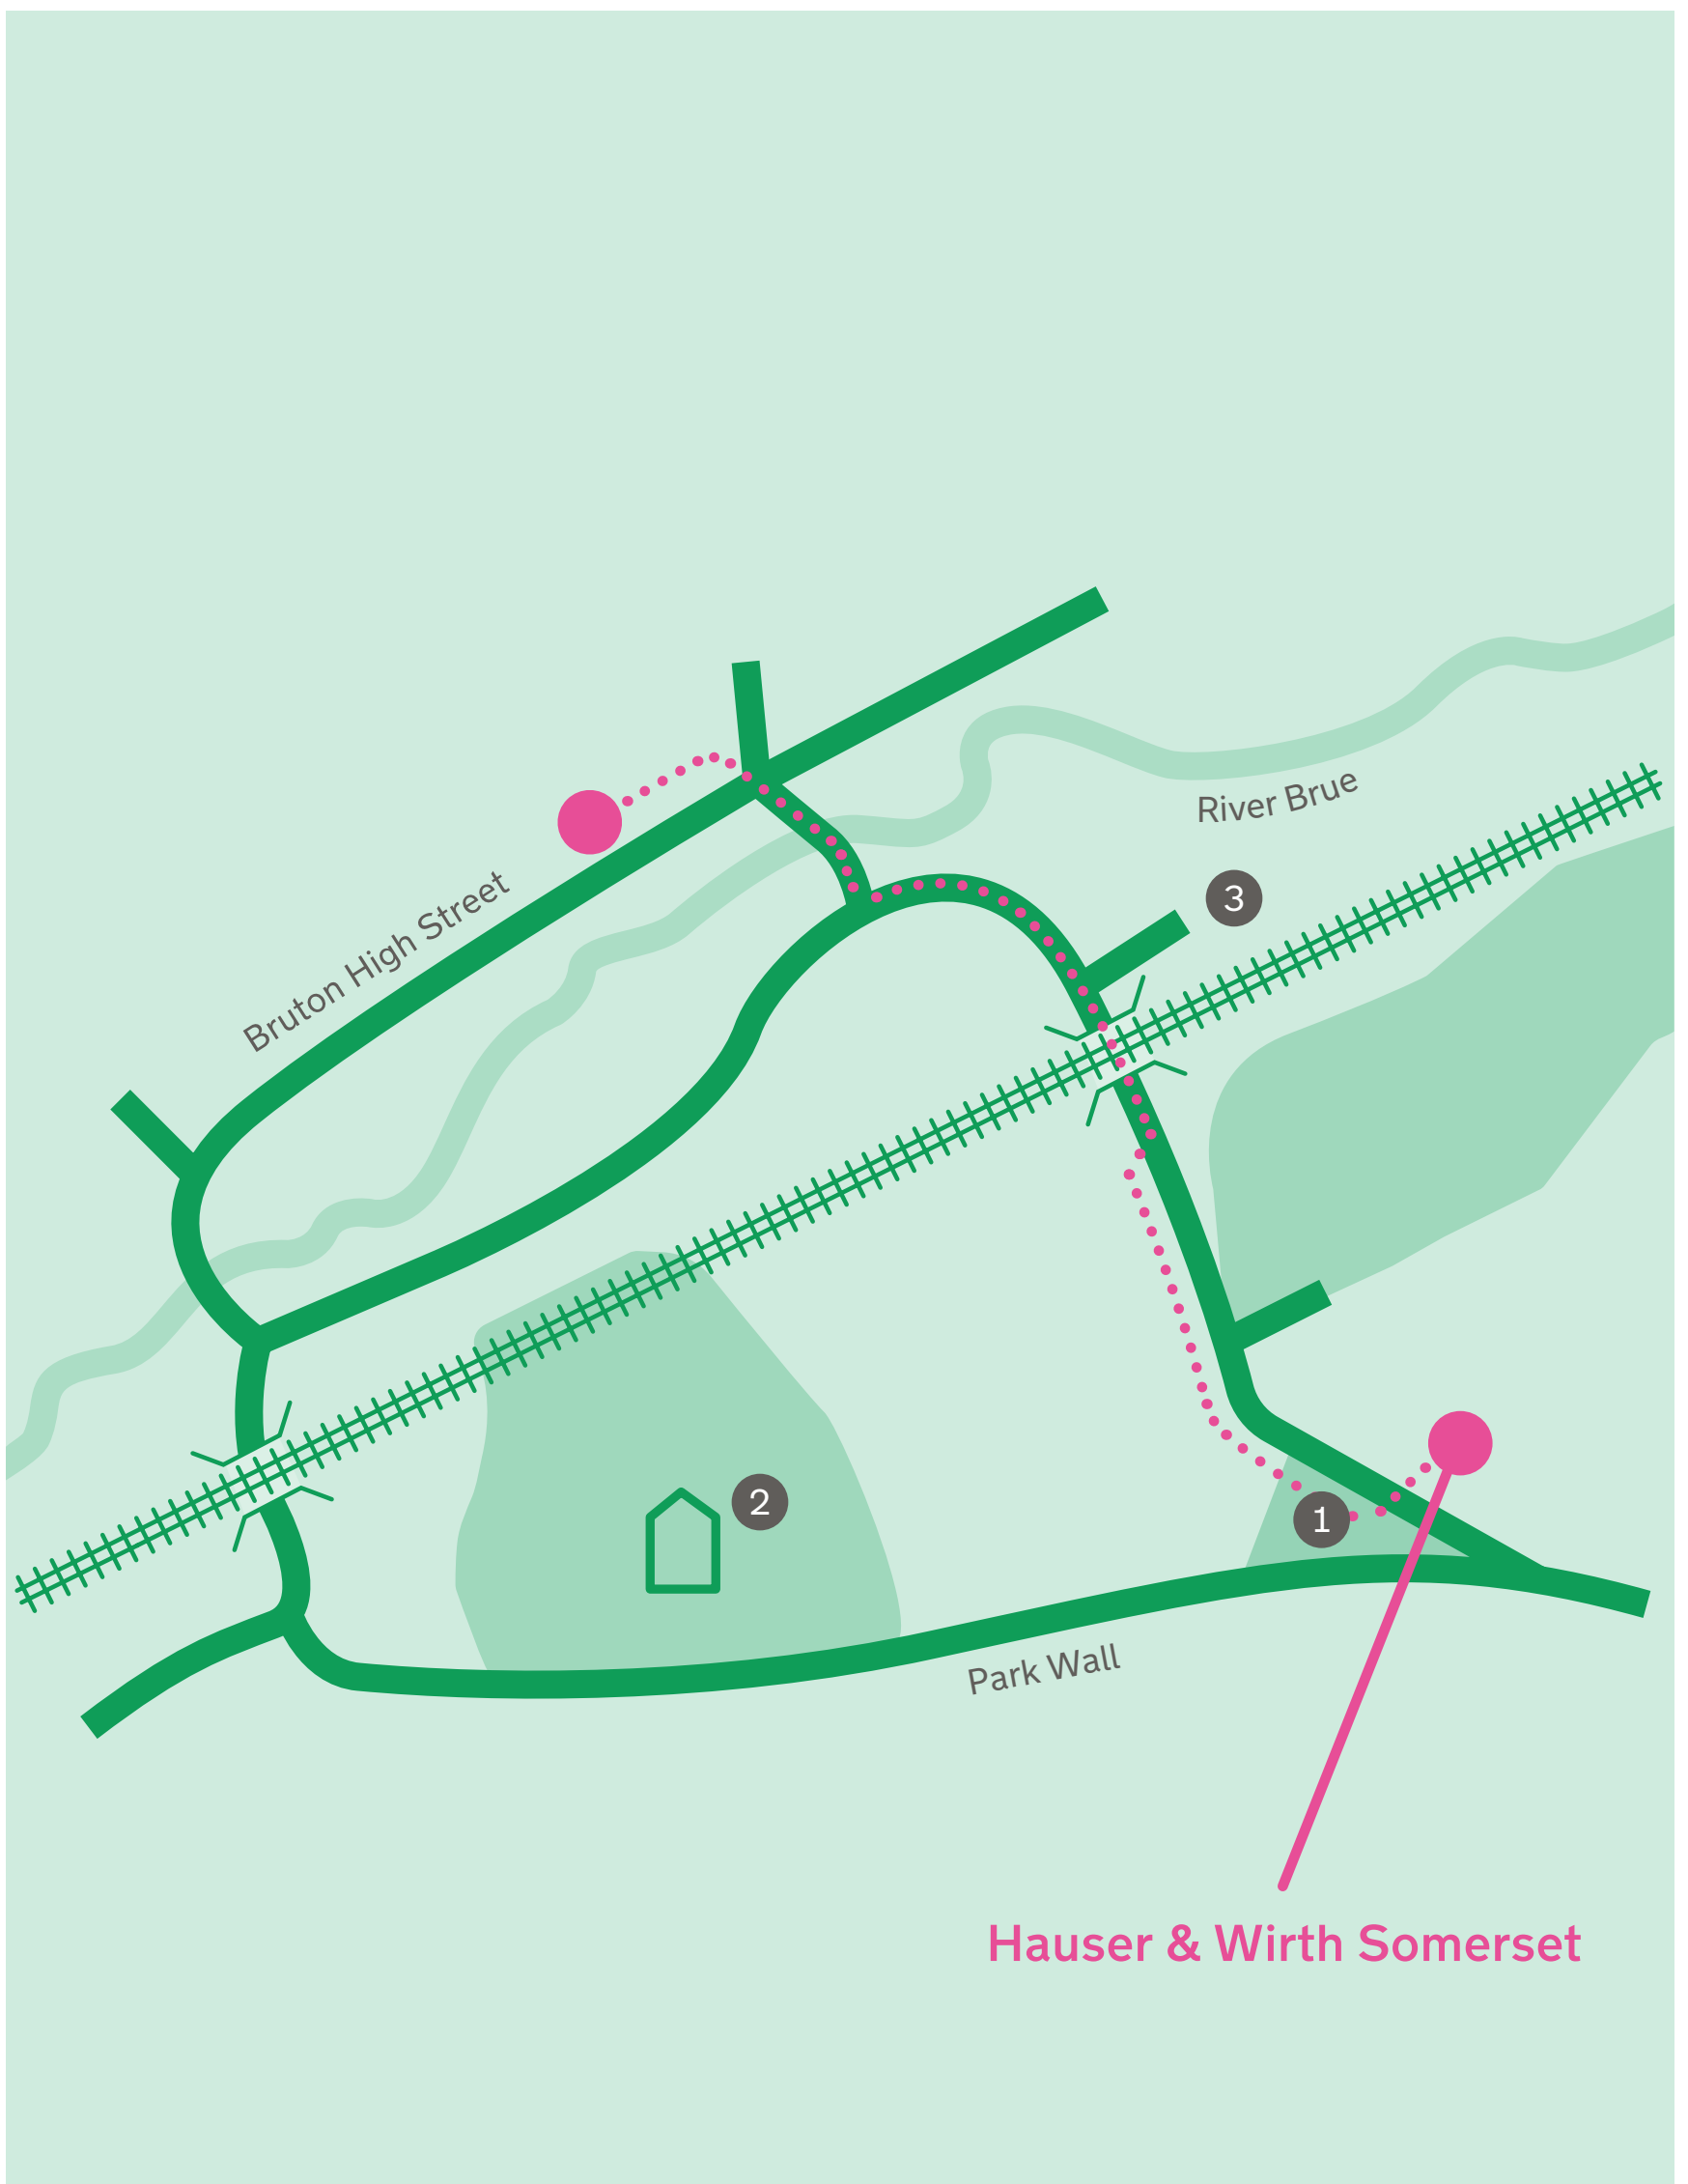 River Brue
3
Bruton High Street
2
1
Park Wall
Hauser & Wirth Somerset